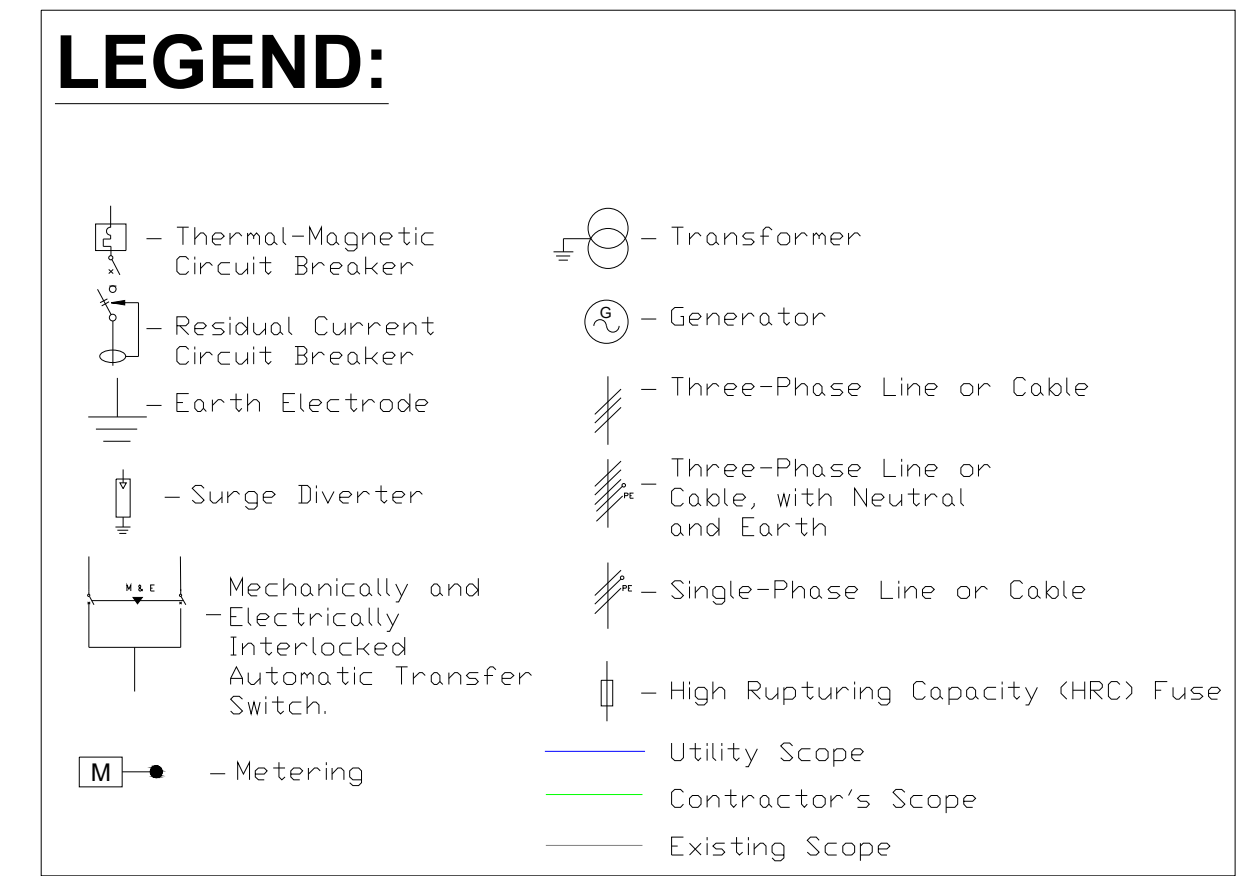 LEGEND:
Thermal-Magnetic
Circuit Breaker
Residual Current
Circuit Breaker
Earth Electrode
Surge Diverter
M & E
Mechanically and
Electrically
Interlocked
Automatic Transfer
Switch.
M
Metering
Transformer
G
Generator
Three-Phase Line or Cable
PE
Three-Phase Line or
Cable, with Neutral
and Earth
PE
Single-Phase Line or Cable
High Rupturing Capacity (HRC) Fuse
Utility Scope
Contractor's Scope
Existing Scope